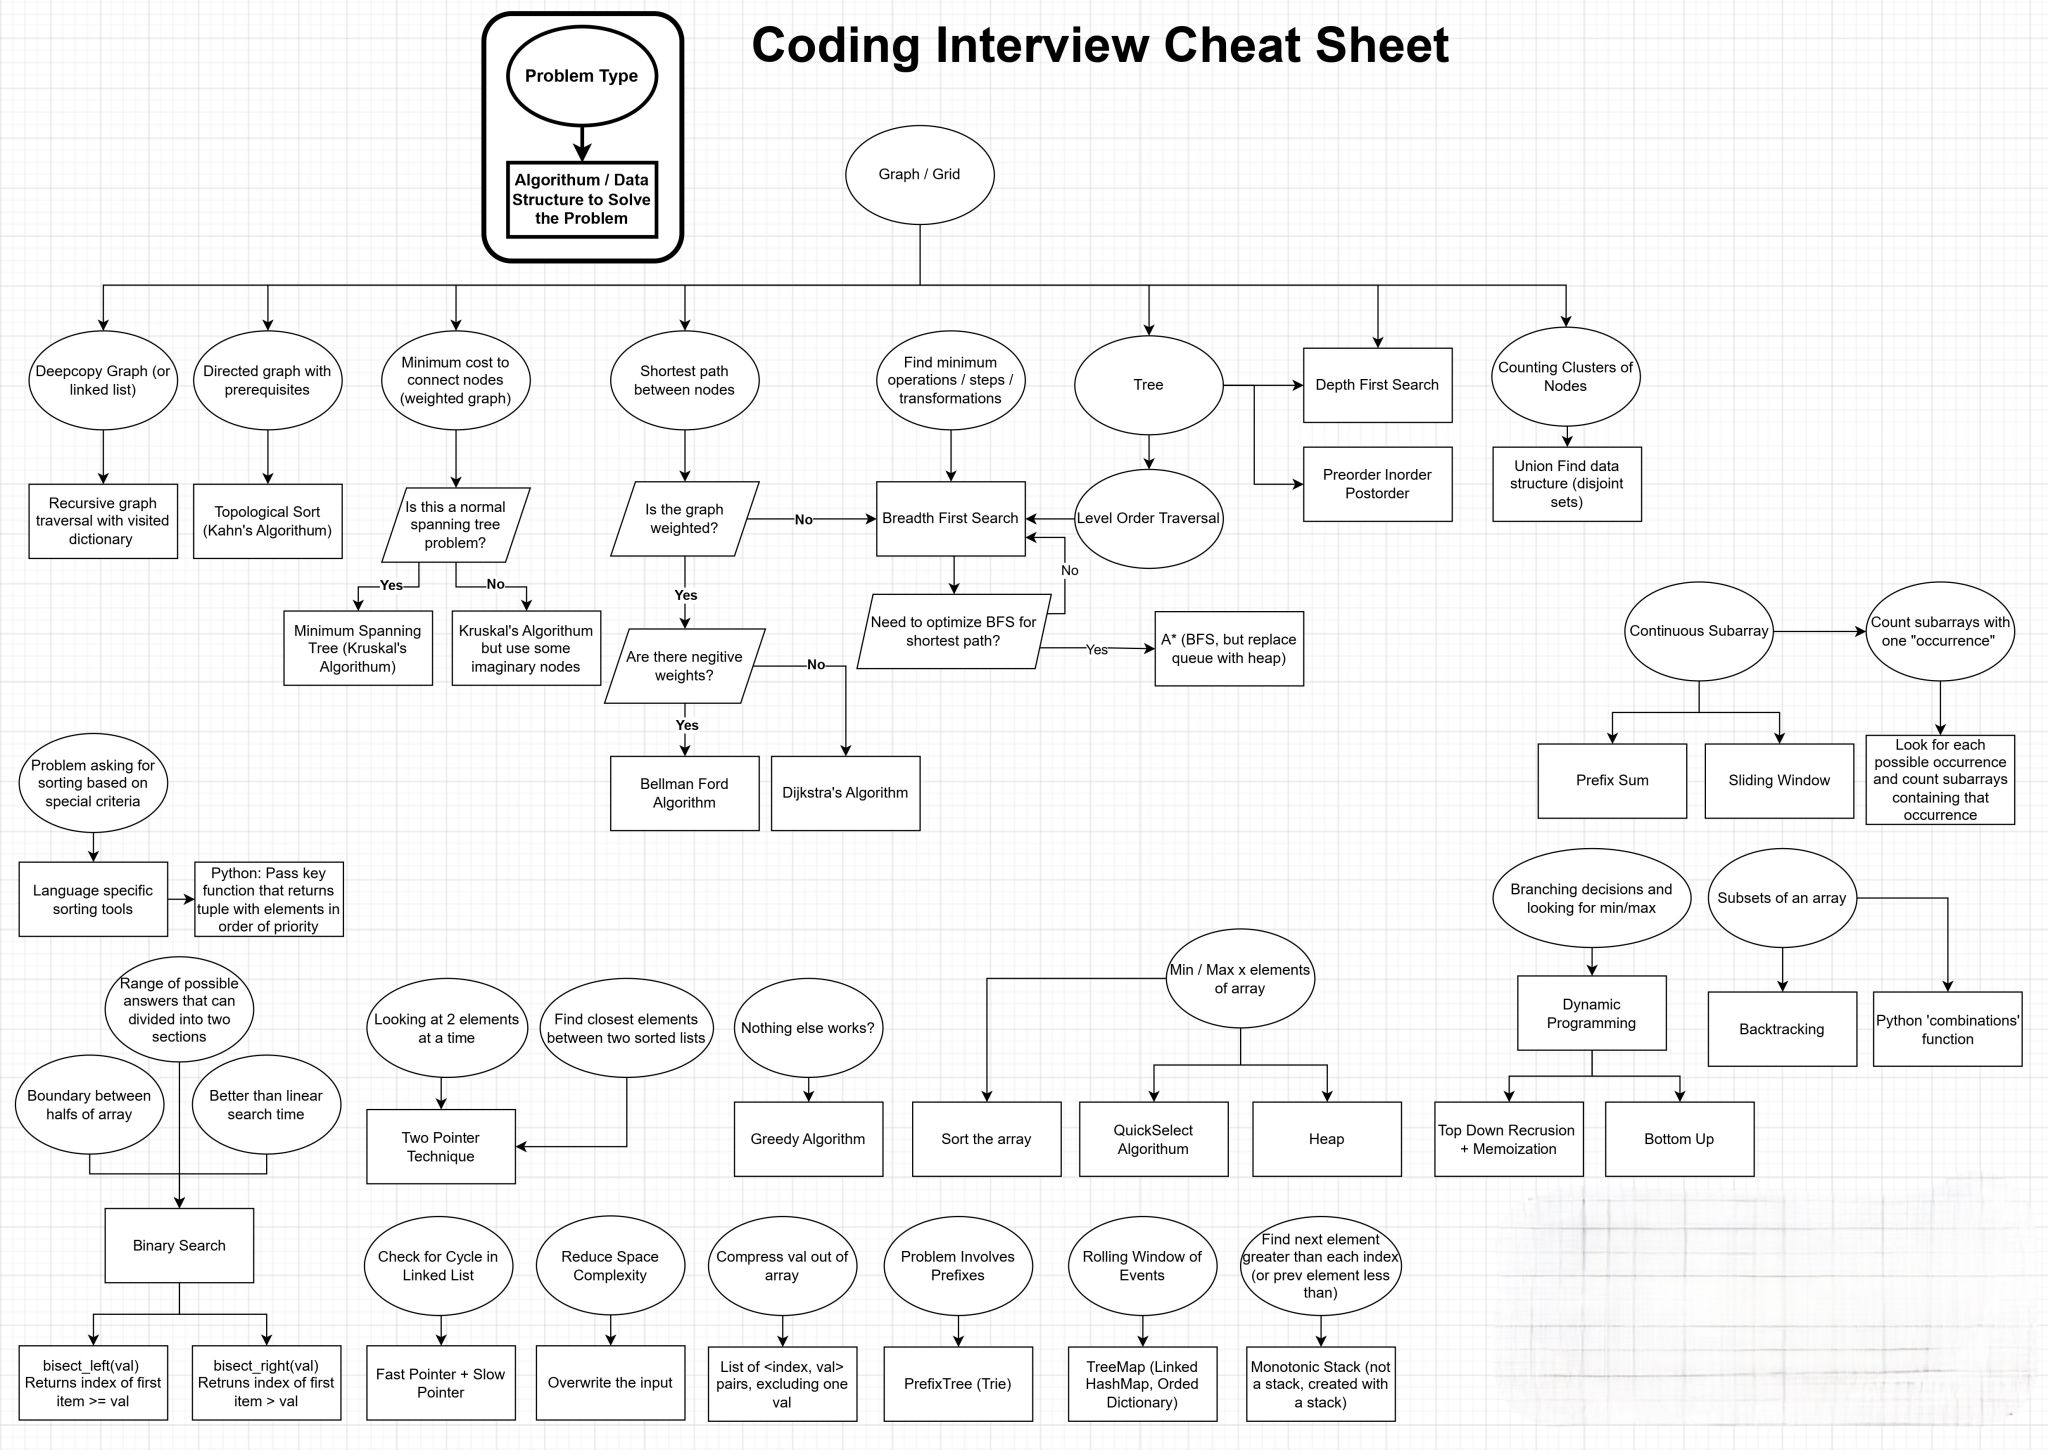 Coding Interview Cheat Sheet
Problem Type
Algorithum / Data
Structure to Solve
the Problem
Graph / Grid
Deepcopy Graph (or
linked list)
Directed graph with
prerequisites
Minimum cost to
connect nodes
(weighted graph)
Shortest path
between nodes
Find minimum
operations / steps /
transformations
Tree
Depth First Search
Counting Clusters of
Nodes
Recursive graph
traversal with visited
dictionary
Topological Sort
(Kahn's Algorithum)
Is this a normal
spanning tree
problem?
Is the graph
weighted?
No
Breadth First Search
Level Order Traversal
Preorder Inorder
Postorder
Union Find data
structure (disjoint
sets)
Yes
No
Yes
No
Minimum Spanning
Tree (Kruskal's
Algorithum)
Kruskal's Algorithum
but use some
imaginary nodes
Are there negitive
weights?
No
Need to optimize BFS for
shortest path?
Yes
A* (BFS, but replace
queue with heap)
Continuous Subarray
Count subarrays with
one "occurrence"
Yes
Bellman Ford
Algorithm
Dijkstra's Algorithm
Prefix Sum
Sliding Window
Look for each
possible occurrence
and count subarrays
containing that
occurrence
Problem asking for
sorting based on
special criteria
Language specific
sorting tools
Python: Pass key
function that returns
tuple with elements in
order of priority
Branching decisions and
looking for min/max
Subsets of an array
Range of possible
answers that can
divided into two
sections
Boundary between
halfs of array
Better than linear
search time
Looking at 2 elements
at a time
Find closest elements
between two sorted lists
Nothing else works?
Min / Max x elements
of array
Dynamic
Programming
Backtracking
Python 'combinations'
function
Two Pointer
Technique
Greedy Algorithm
Sort the array
QuickSelect
Algorithum
Heap
Top Down Recrusion
+ Memoization
Bottom Up
Binary Search
Check for Cycle in
Linked List
Reduce Space
Complexity
Compress val out of
array
Problem Involves
Prefixes
Rolling Window of
Events
Find next element
greater than each index
(or prev element less
than)
bisect_left(val)
Returns index of first
item >= val
bisect_right(val)
Retruns index of first
item > val
Fast Pointer + Slow
Pointer
Overwrite the input
List of <index, val>
pairs, excluding one
val
PrefixTree (Trie)
TreeMap (Linked
HashMap, Orded
Dictionary)
Monotonic Stack (not
a stack, created with
a stack)